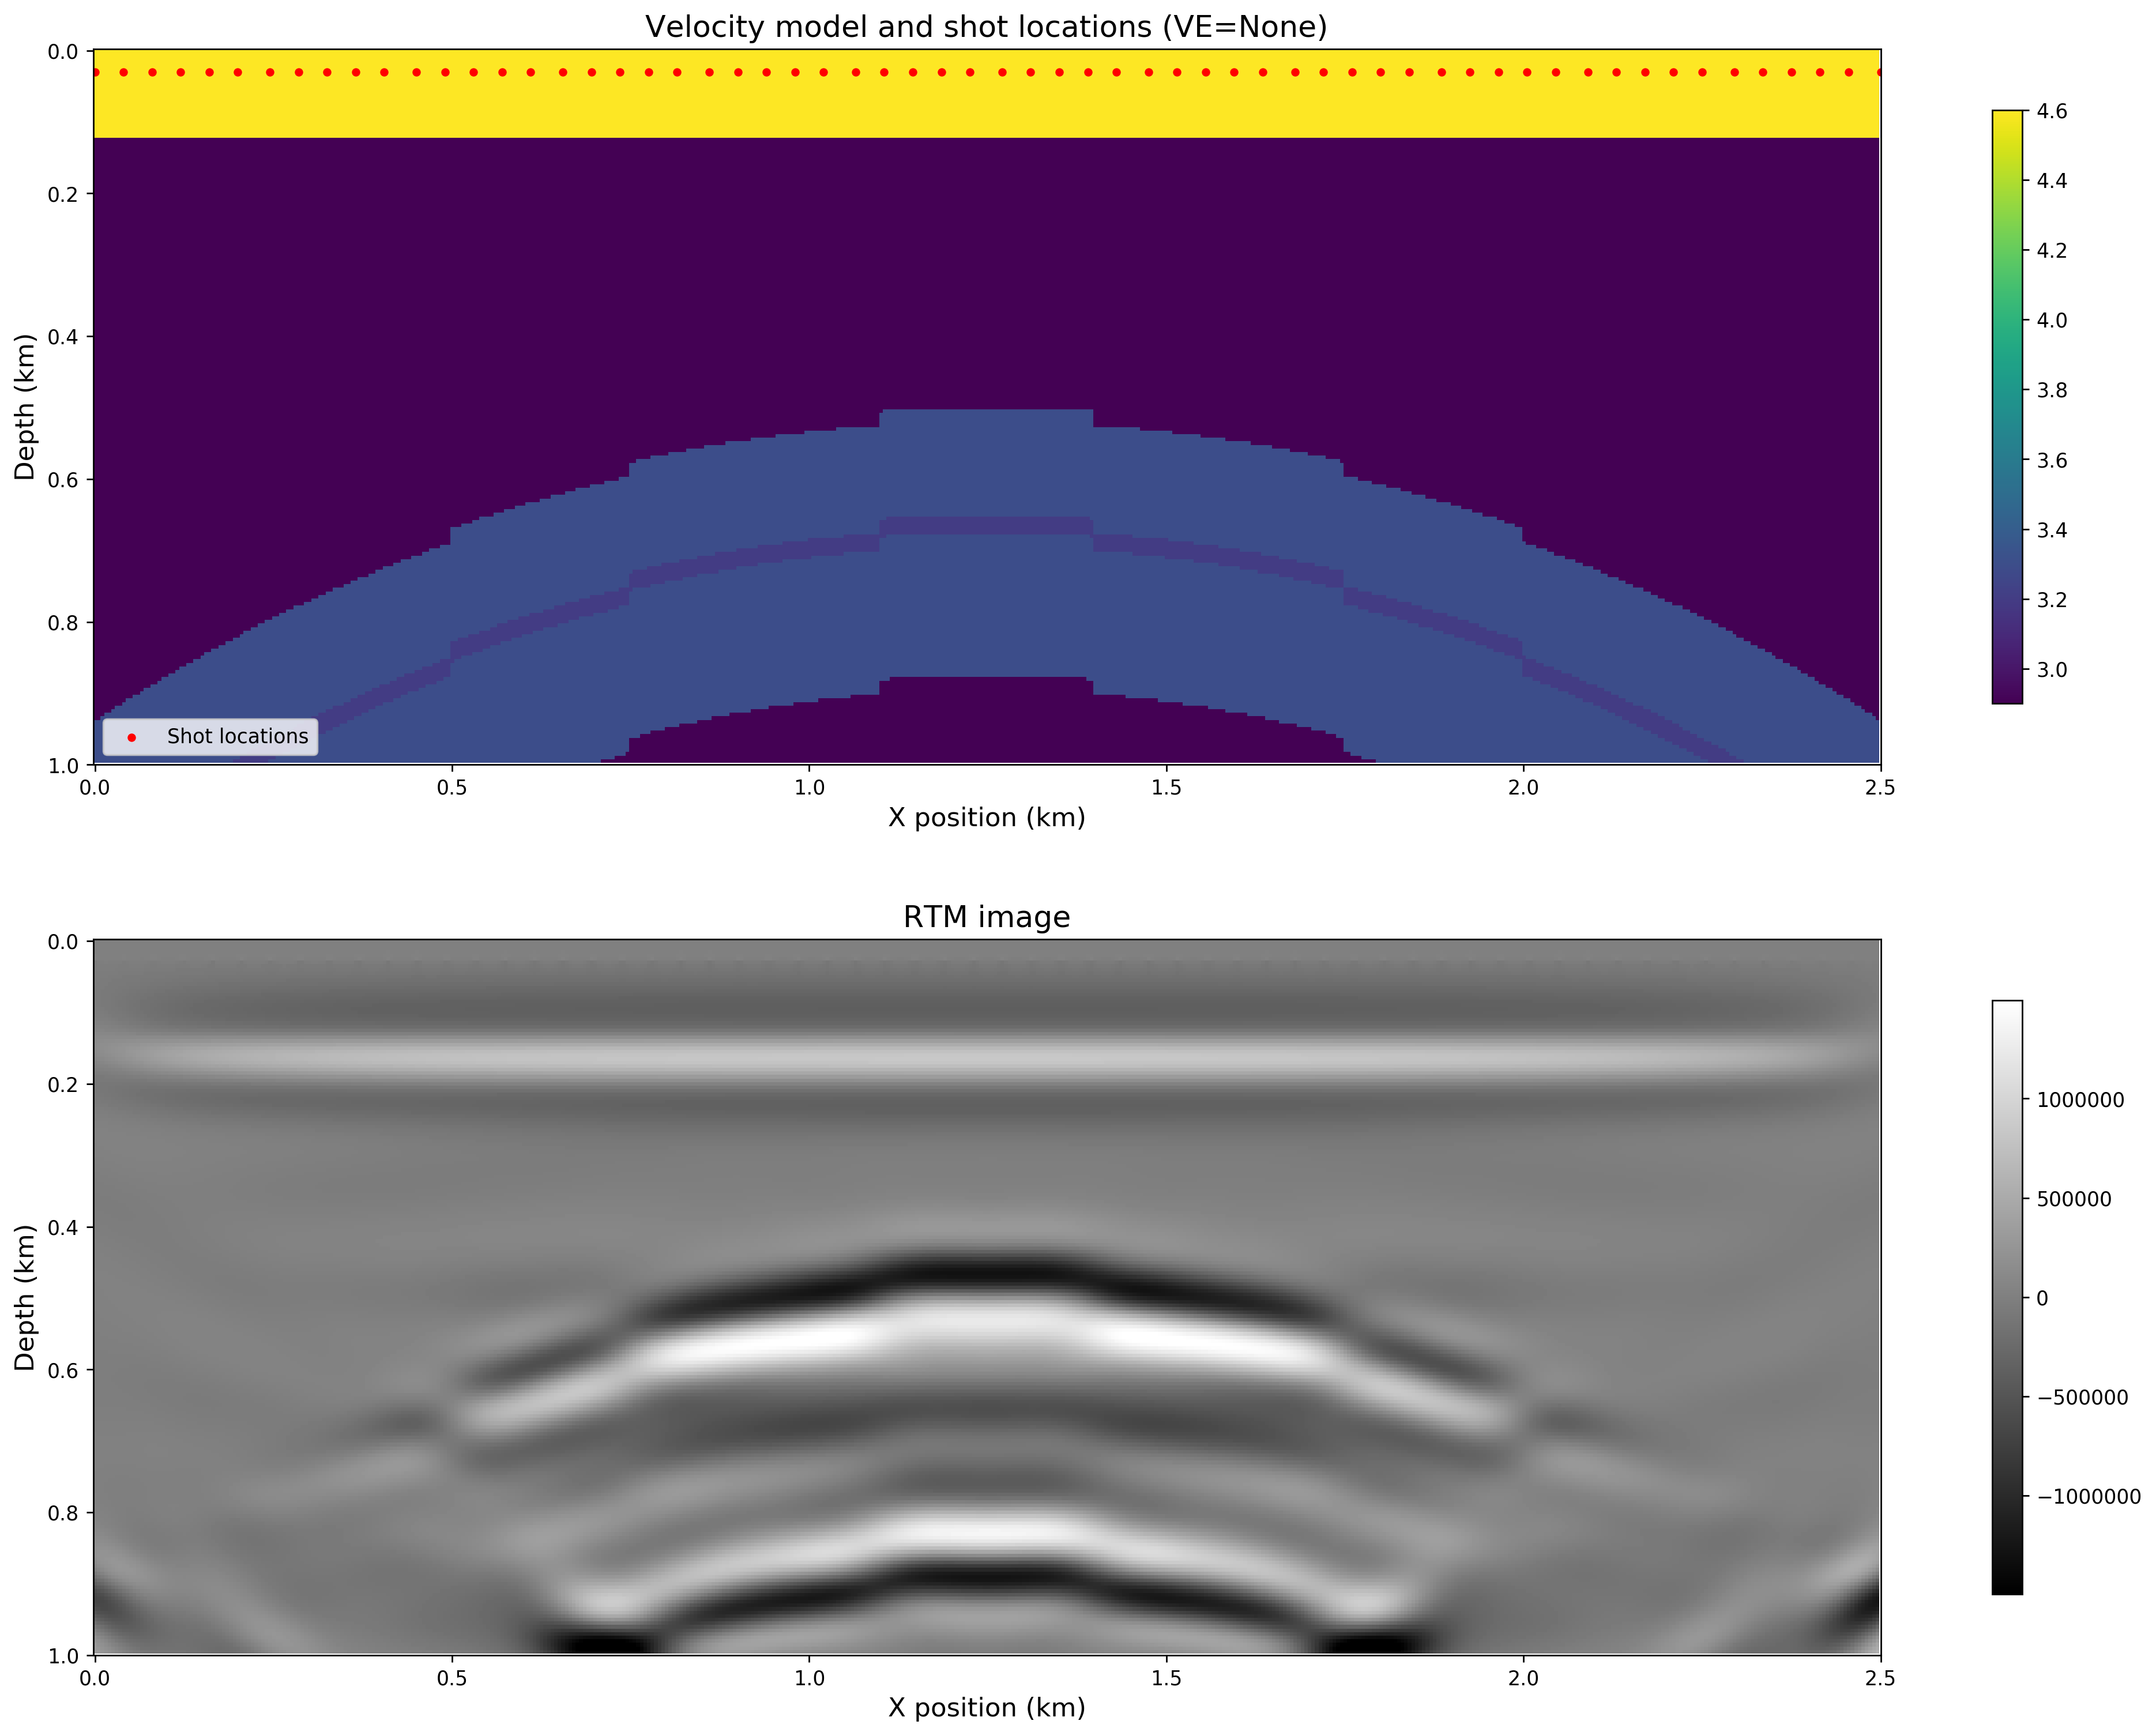 Velocity model and shot locations (VE=None)
0.0
0.2
0.4
0.6
0.8
1.0
Depth (km)
Shot locations
0.0 0.5 1.0 1.5 2.0 2.5
X position (km)
4.6
4.4
4.2
4.0
3.8
3.6
3.4
3.2
3.0
RTM image
0.0
0.2
0.4
0.6
0.8
1.0
Depth (km)
0.0 0.5 1.0 1.5 2.0 2.5
X position (km)
1000000
500000
0
−500000
−1000000